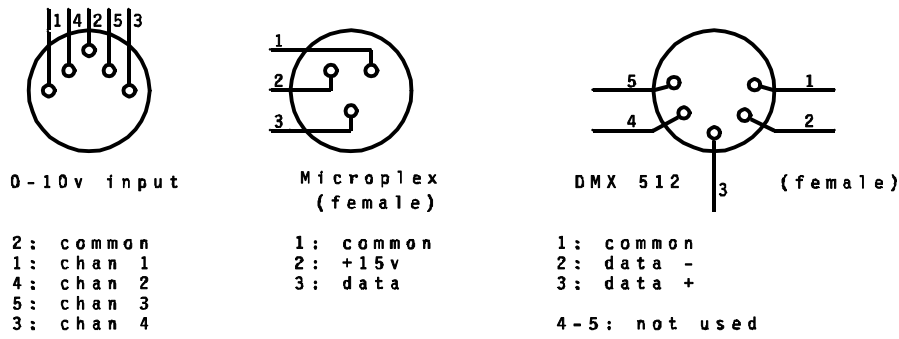 1 4 2 5 3
0-10v input
2: common
1: chan 1
4: chan 2
5: chan 3
3: chan 4
1
2
3
Microplex
(female)
1: common
2: +15v
3: data
5
4
1
2
3
DMX 512 (female)
1: common
2: data -
3: data +
4-5: not used